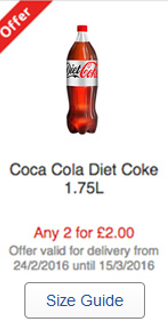 Offer
Diet Coke
Coca Cola Diet Coke
1.75L
Any 2 for £2.00
Offer valid for delivery from
24/2/2016 until 15/3/2016
Size Guide